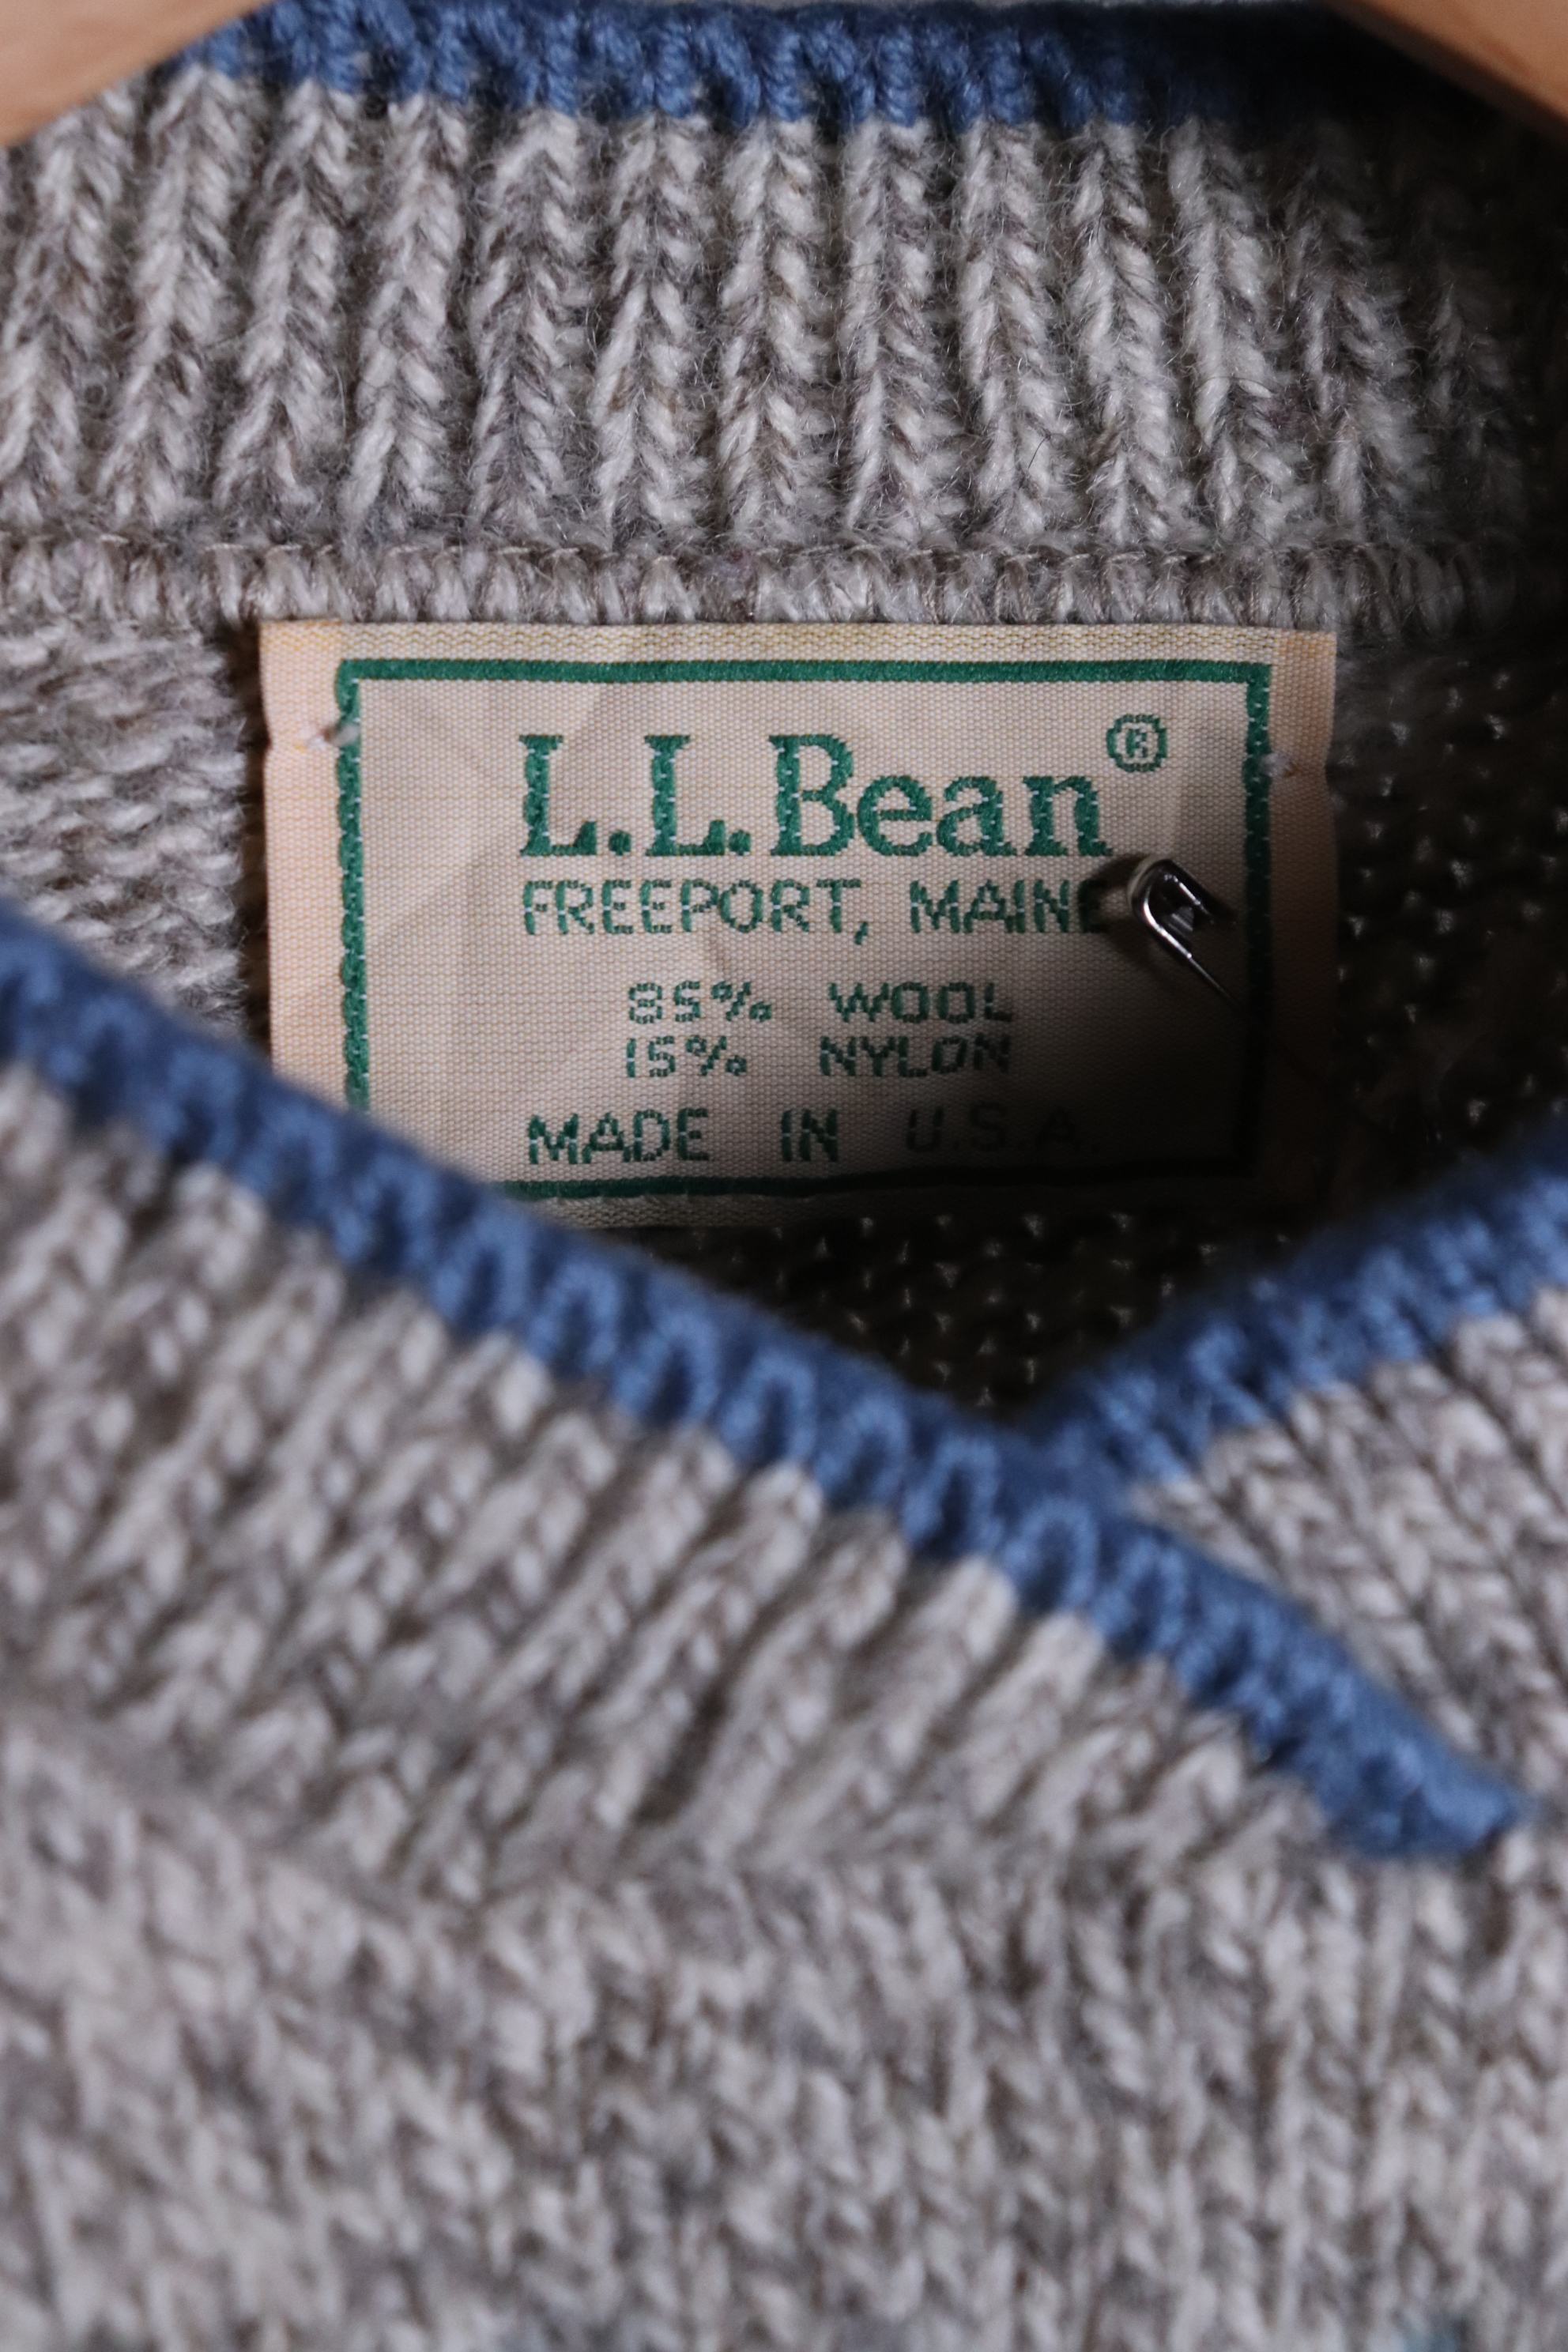 L.L.Bean®
FREEPORT, MAINE
85% WOOL
15% NYLON
MADE IN U.S.A.